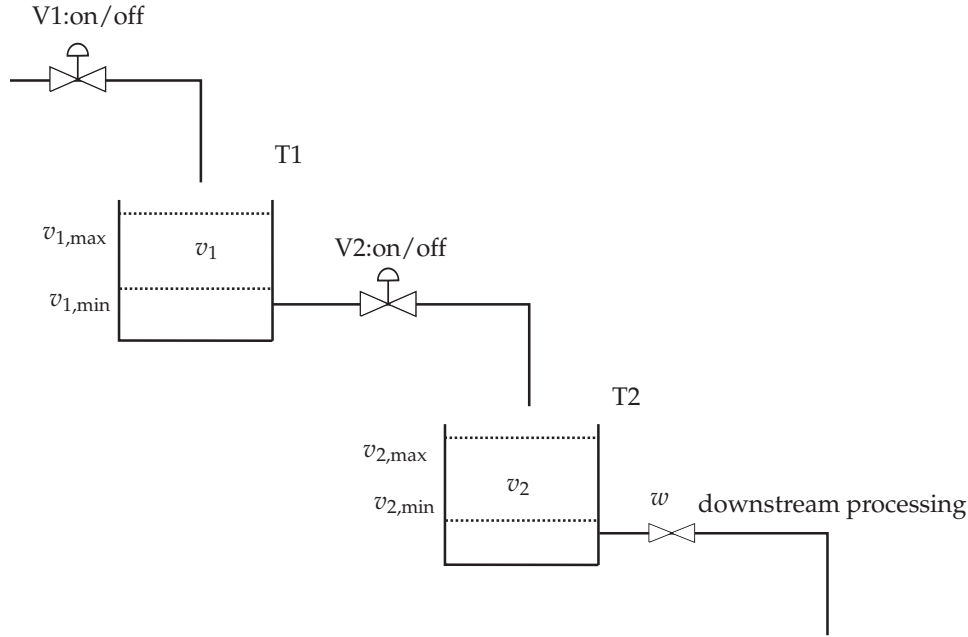 V1:on/off
T1
v1,max
v1
V2:on/off
v1,min
T2
v2,max
v2
v2,min
w
downstream processing